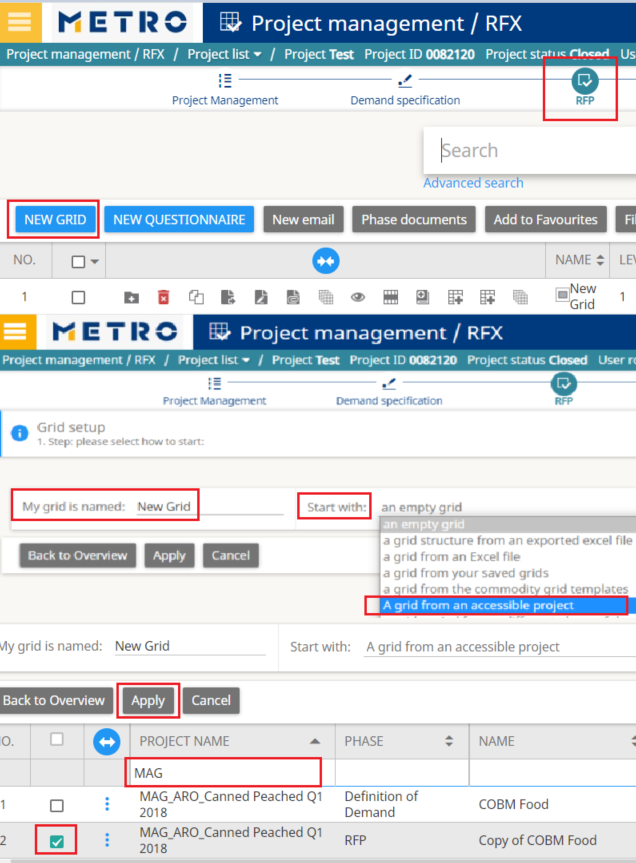 METRO Project management / RFX
Project management / RFX / Project list / Project Test Project ID 0082120 Project status Closed Us
Project Management Demand specification RFP
Search
Advanced search
NEW GRID NEW QUESTIONNAIRE New email Phase documents Add to Favourites Fil
NO. NAME LEV
1 New Grid 1
METRO Project management / RFX
Project management / RFX / Project list / Project Test Project ID 0082120 Project status Closed User ro
Project Management Demand specification RFP
Grid setup
1. Step: please select how to start:
My grid is named: New Grid Start with: an empty grid
an empty grid
a grid structure from an exported excel file
Back to Overview Apply Cancel a grid from an Excel file
a grid from your saved grids
a grid from the commodity grid templates
A grid from an accessible project
My grid is named: New Grid Start with: A grid from an accessible project
Back to Overview Apply Cancel
NO. PROJECT NAME PHASE NAME
MAG
1 MAG_ARO_Canned Peached Q1 2018 Definition of Demand COBM Food
2 MAG_ARO_Canned Peached Q1 2018 RFP Copy of COBM Food